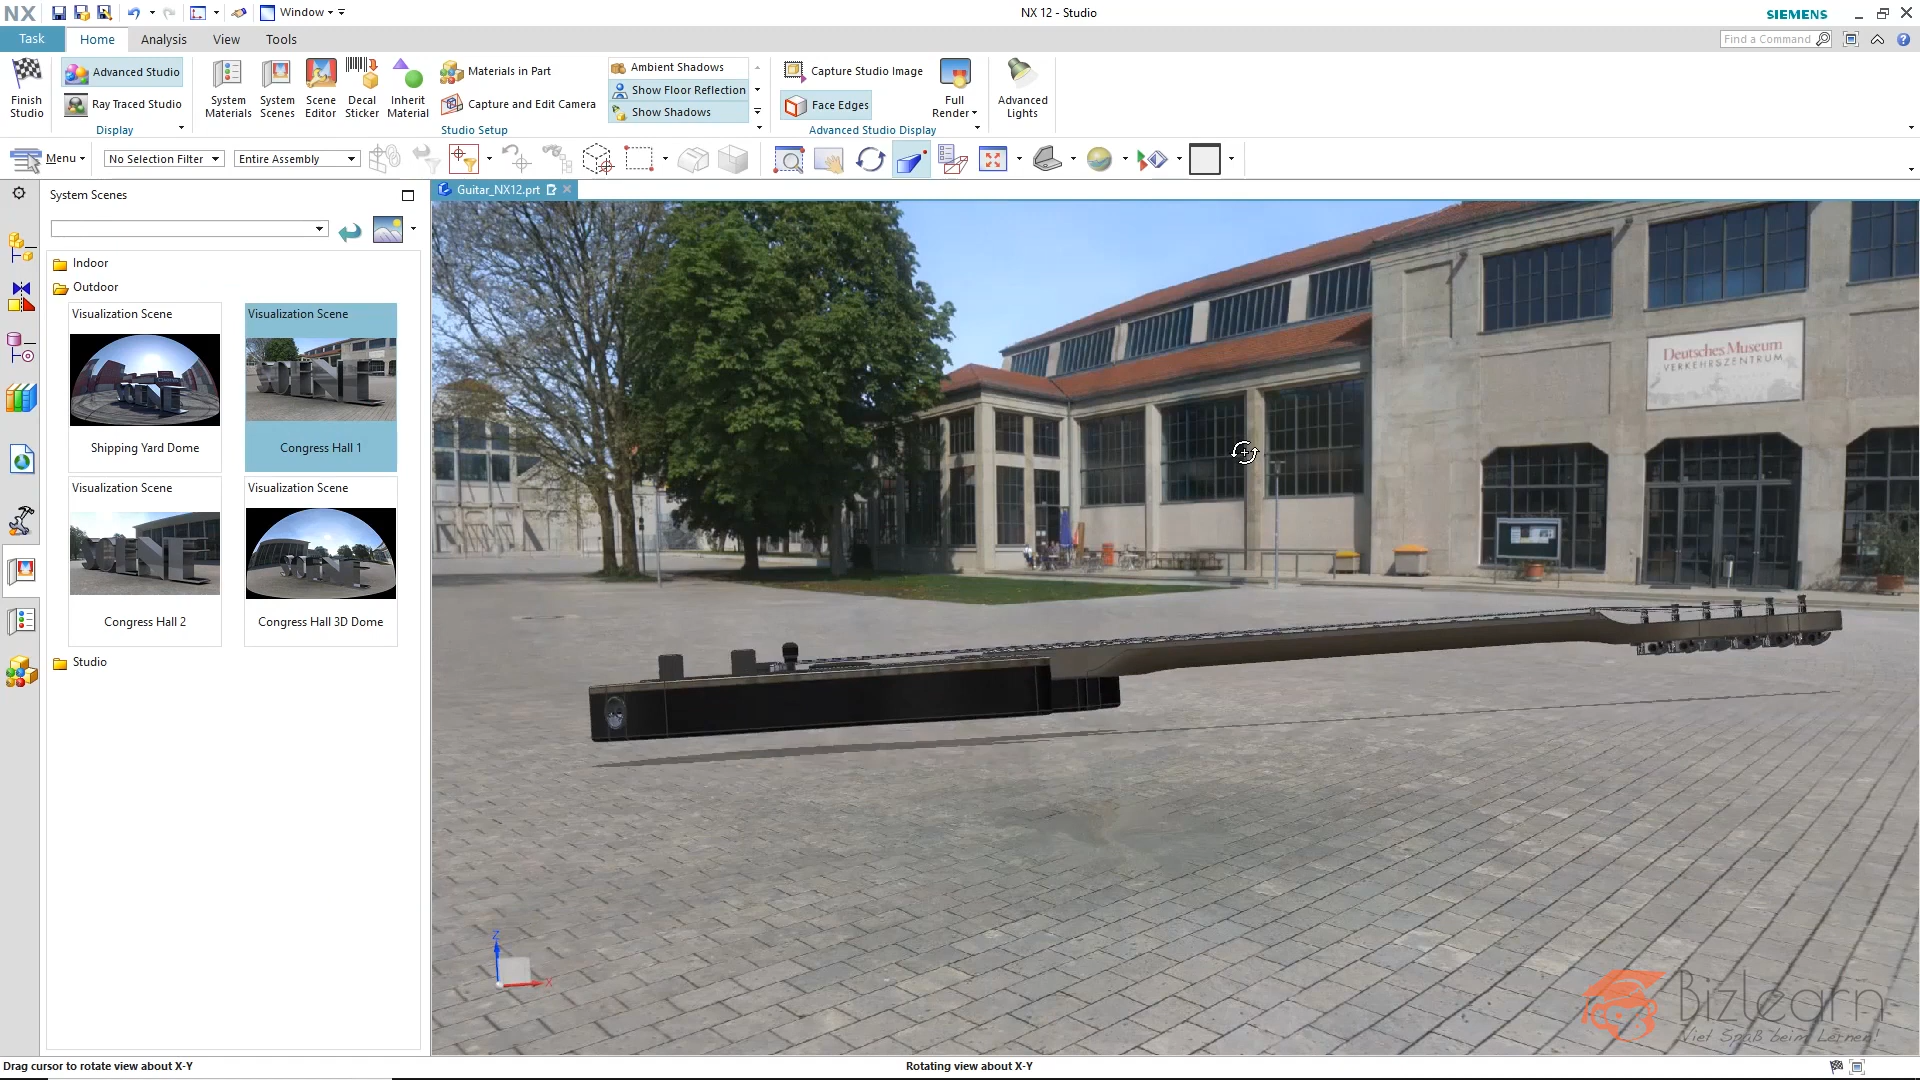 NX
Window
NX 12 - Studio
SIEMENS
Task
Home
Analysis
View
Tools
Find a Command
Finish
Studio
Advanced Studio
Ray Traced Studio
Display
System
Materials
System
Scenes
Scene
Editor
Decal
Sticker
Inherit
Material
Materials in Part
Capture and Edit Camera
Studio Setup
Ambient Shadows
Show Floor Reflection
Show Shadows
Capture Studio Image
Face Edges
Full
Render
Advanced Studio Display
Advanced
Lights
Menu
No Selection Filter
Entire Assembly
System Scenes
Guitar_NX12.prt
Indoor
Outdoor
Visualization Scene
Shipping Yard Dome
Visualization Scene
Congress Hall 1
Visualization Scene
Congress Hall 2
Visualization Scene
Congress Hall 3D Dome
Studio
Deutsches Museum
VERKEHRSZENTRUM
Z
X
Bizlearn
Viel Spaß beim Lernen!
Drag cursor to rotate view about X-Y
Rotating view about X-Y